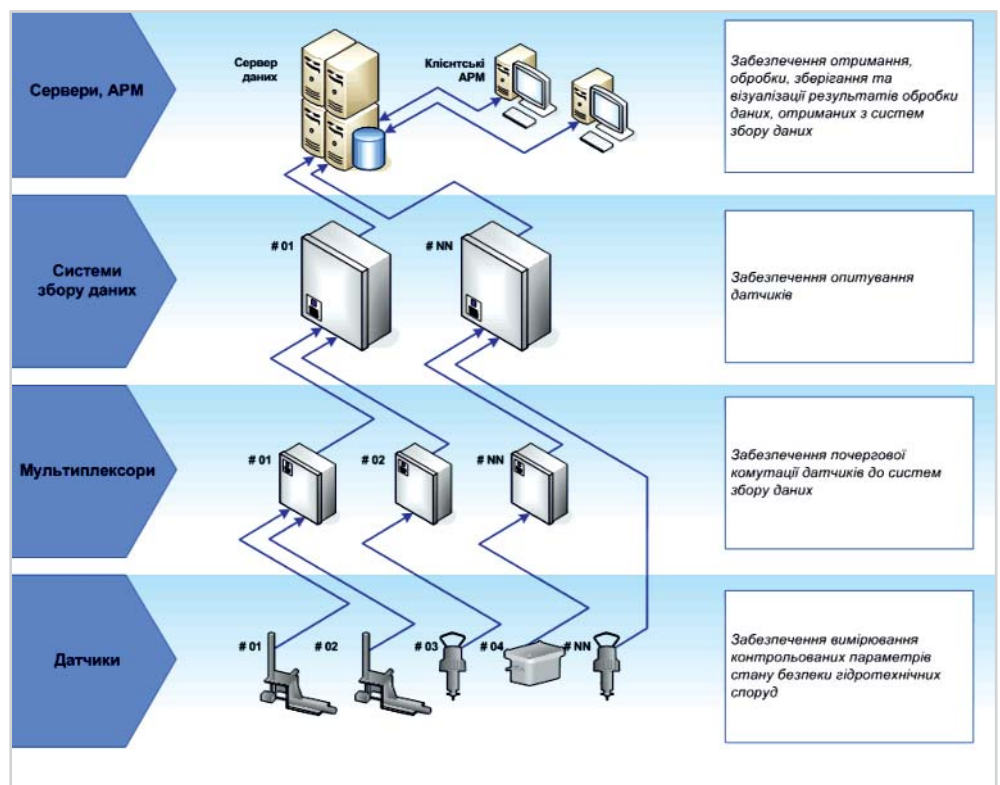 Сервери, АРМ
Сервер
даних
Клієнтські
АРМ
Забезпечення отримання,
обробки, зберігання та
візуалізації результатів обробки
даних, отриманих з систем
збору даних
Системи
збору даних
# 01
# NN
Забезпечення опитування
датчиків
Мультиплексори
# 01
# 02
# NN
Забезпечення почергової
комутації датчиків до систем
збору даних
Датчики
# 01
# 02
# 03
# 04
# NN
Забезпечення вимірювання
контрольованих параметрів
стану безпеки гідротехнічних
споруд